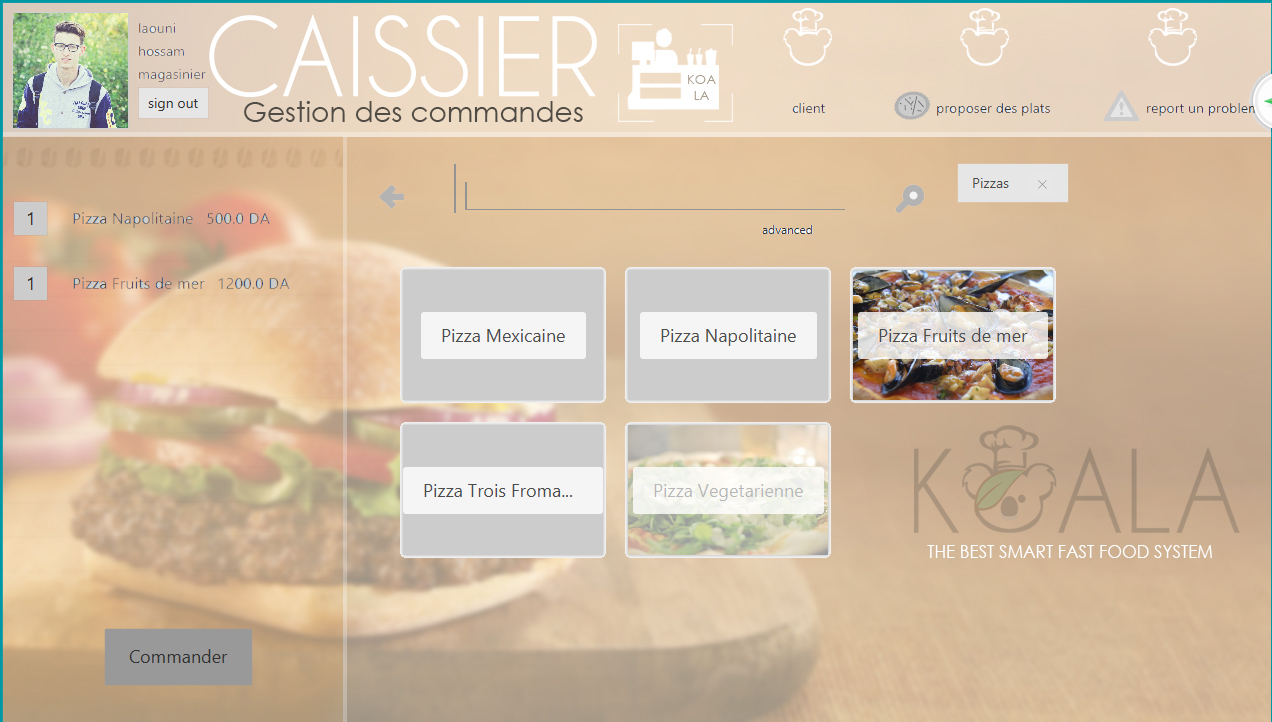 laouni
hossam
magasinier
sign out
CAISSIER
Gestion des commandes
KOA
LA
client
proposer des plats
report un problem
1 Pizza Napolitaine 500.0 DA
1 Pizza Fruits de mer 1200.0 DA
Commander
Pizzas
advanced
Pizza Mexicaine
Pizza Napolitaine
Pizza Fruits de mer
Pizza Trois Froma...
Pizza Vegetarienne
KOALA
THE BEST SMART FAST FOOD SYSTEM